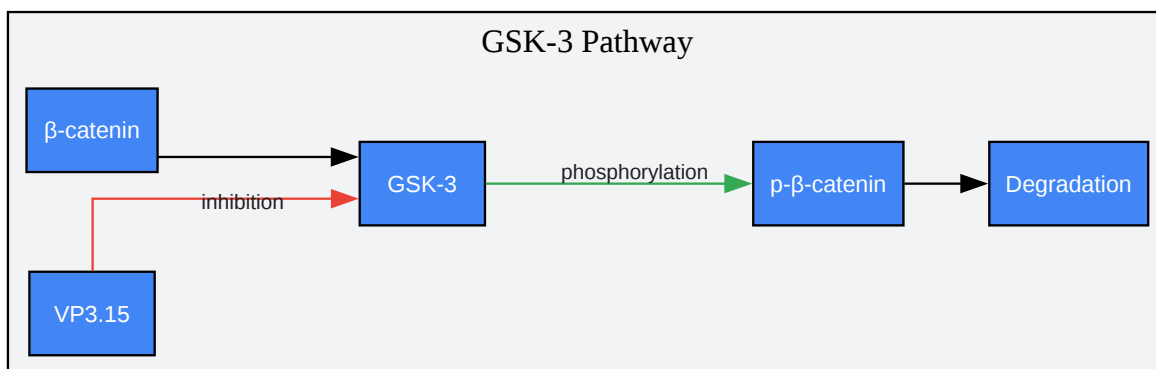 GSK-3 Pathway
β-catenin
GSK-3
phosphorylation
p-β-catenin
Degradation
inhibition
VP3.15